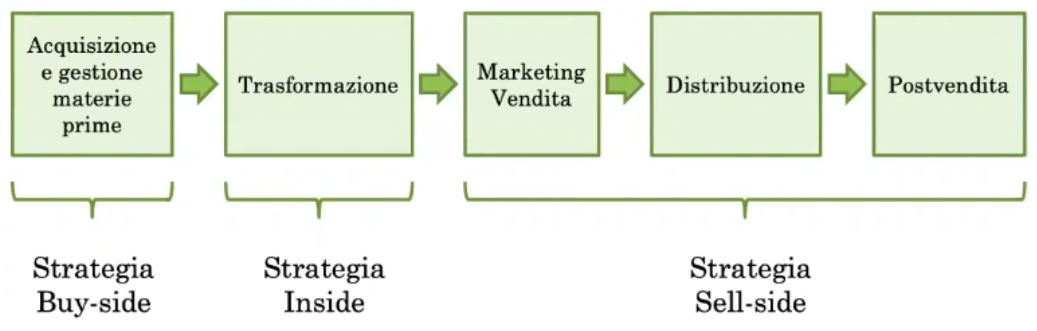 Acquisizione
e gestione
materie
prime
Trasformazione
Marketing
Vendita
Distribuzione
Postvendita
Strategia
Buy-side
Strategia
Inside
Strategia
Sell-side